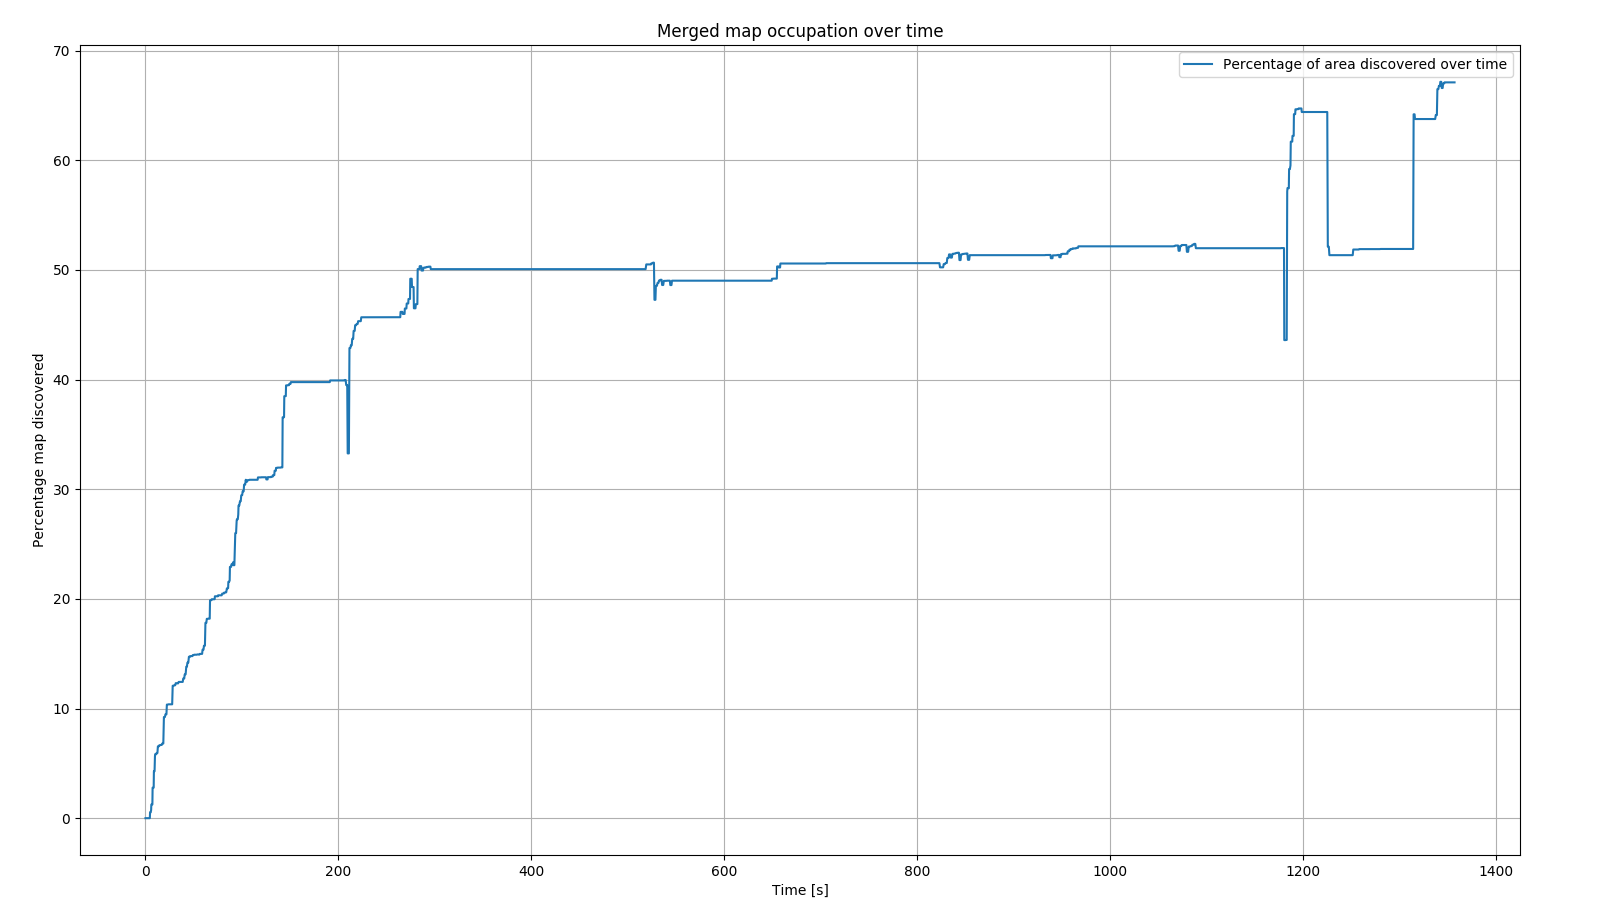 Merged map occupation over time
Percentage of area discovered over time
Percentage map discovered
70
60
50
40
30
20
10
0
0 200 400 600 800 1000 1200 1400
Time [s]